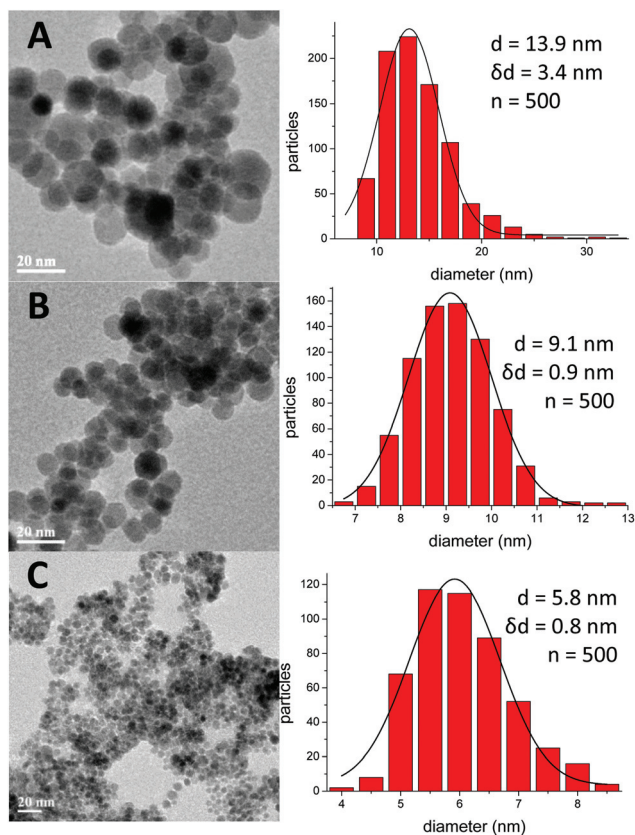 A
20 nm
d = 13.9 nm
δd = 3.4 nm
n = 500
particles
200
150
100
50
0
10 20 30
diameter (nm)
B
20 nm
d = 9.1 nm
δd = 0.9 nm
n = 500
particles
160
140
120
100
80
60
40
20
0
7 8 9 10 11 12 13
diameter (nm)
C
20 nm
d = 5.8 nm
δd = 0.8 nm
n = 500
particles
120
100
80
60
40
20
0
4 5 6 7 8
diameter (nm)